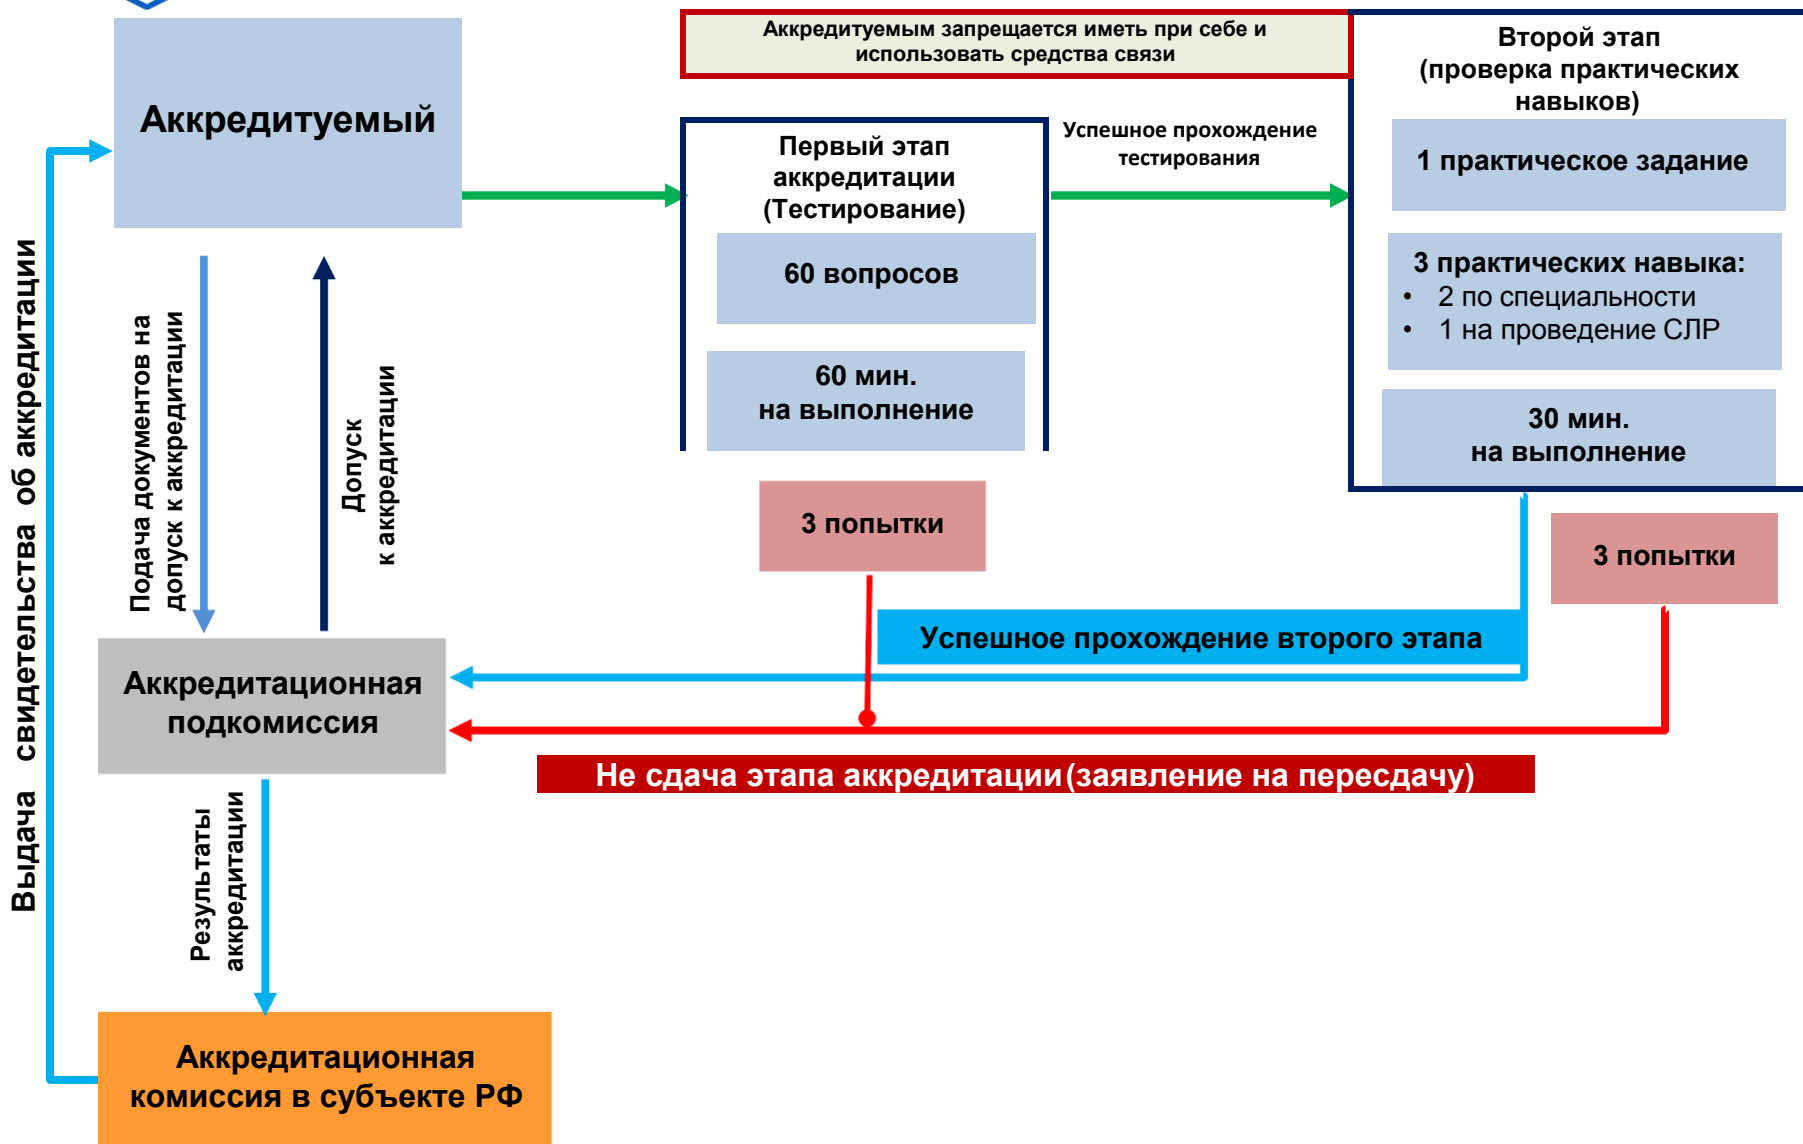 Аккредитуемым запрещается иметь при себе и
использовать средства связи
Аккредитуемый
Первый этап
аккредитации
(Тестирование)
60 вопросов
60 мин.
на выполнение
3 попытки
Успешное прохождение
тестирования
Второй этап
(проверка практических
навыков)
1 практическое задание
3 практических навыка:
• 2 по специальности
• 1 на проведение СЛР
30 мин.
на выполнение
3 попытки
Выдача свидетельства об аккредитации
Подача документов на
допуск к аккредитации
Допуск
к аккредитации
Успешное прохождение второго этапа
Аккредитационная
подкомиссия
Не сдача этапа аккредитации (заявление на пересдачу)
Результаты
аккредитации
Аккредитационная
комиссия в субъекте РФ